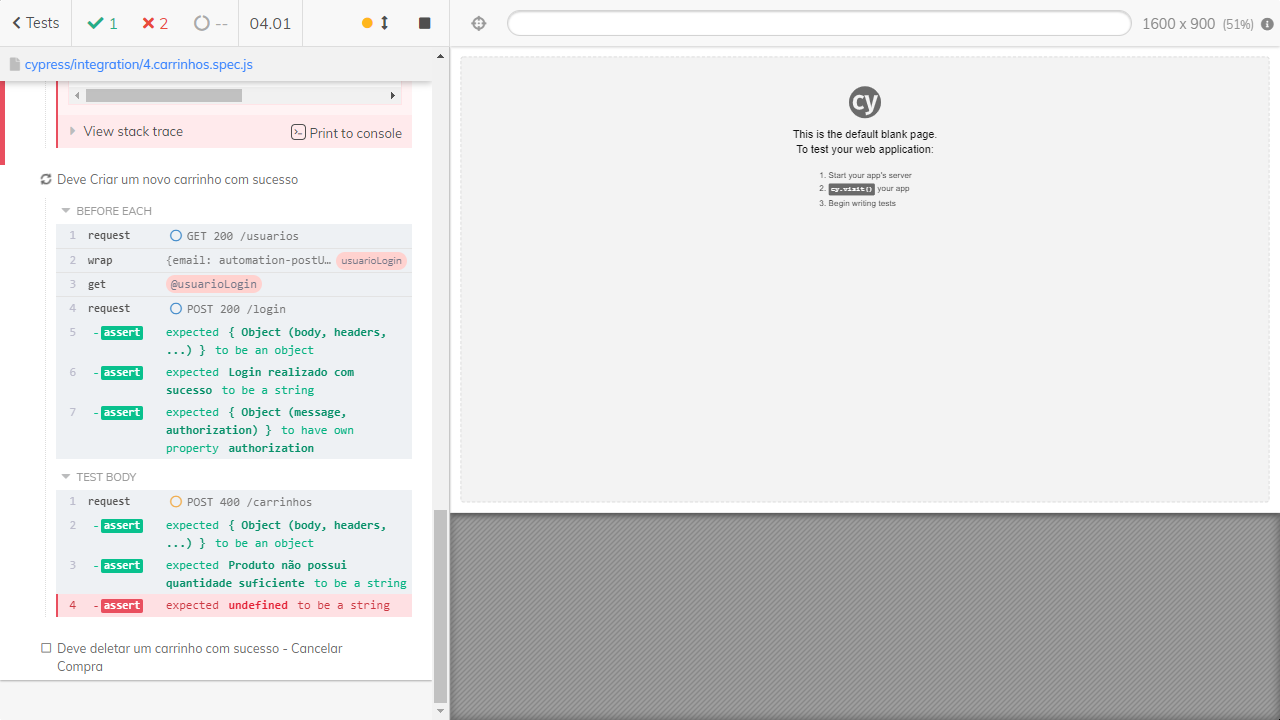 Tests
1
2
--
04.01
1600 x 900 (51%)
cypress/integration/4.carrinhos.spec.js
View stack trace
Print to console
Deve Criar um novo carrinho com sucesso
BEFORE EACH
1 request GET 200 /usuarios
2 wrap {email: automation-postU… usuarioLogin
3 get @usuarioLogin
4 request POST 200 /login
5 -assert expected { Object (body, headers,
...) } to be an object
6 -assert expected Login realizado com
sucesso to be a string
7 -assert expected { Object (message,
authorization) } to have own
property authorization
TEST BODY
1 request POST 400 /carrinhos
2 -assert expected { Object (body, headers,
...) } to be an object
3 -assert expected Produto não possui
quantidade suficiente to be a string
4 -assert expected undefined to be a string
Deve deletar um carrinho com sucesso - Cancelar
Compra
cy
This is the default blank page.
To test your web application:
1. Start your app's server
2. cy.visit() your app
3. Begin writing tests